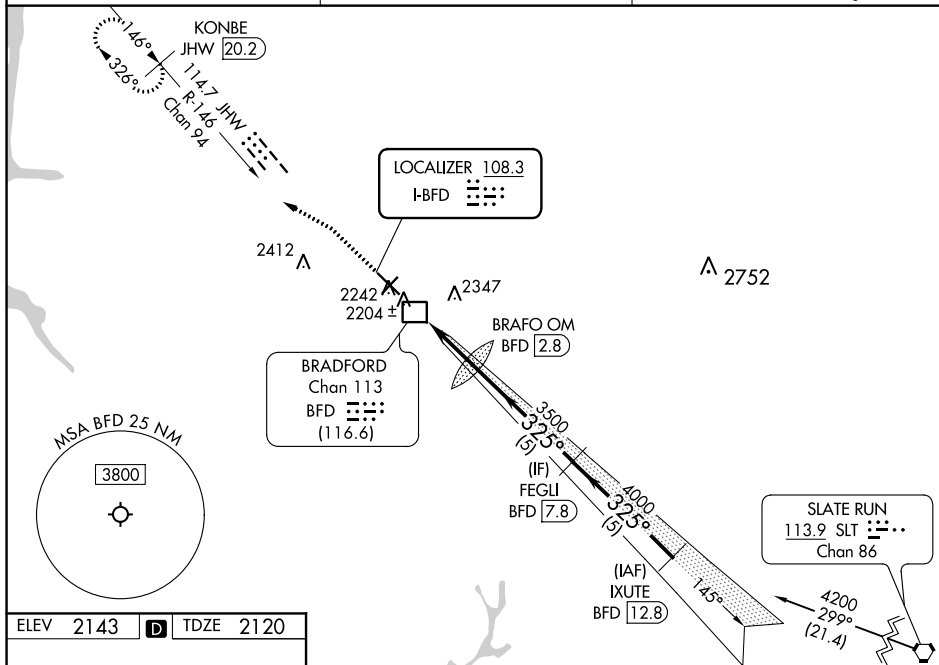 KONBE
JHW 20.2
146°
326°
114.7 JHW
R-146
Chan 94
LOCALIZER 108.3
I-BFD
2412
2242
2204 ±
2347
2752
BRAFO OM
BFD 2.8
BRADFORD
Chan 113
BFD
(116.6)
3500
325°
(5)
(IF)
FEGLI
BFD 7.8
4000
325°
(5)
MSA BFD 25 NM
3800
(IAF)
IXUTE
BFD 12.8
145°
SLATE RUN
113.9 SLT
Chan 86
4200
299°
(21.4)
ELEV 2143 D TDZE 2120